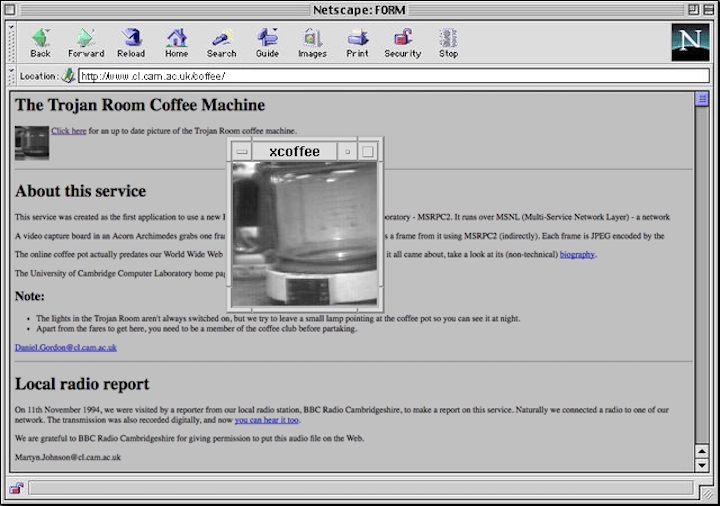 Netscape: FORM
Back Forward Reload Home Search Guide Images Print Security Stop
N
Location: http://www.cl.cam.ac.uk/coffee/
The Trojan Room Coffee Machine
Click here for an up to date picture of the Trojan Room coffee machine.
xcoffee
About this service
This service was created as the first application to use a new oratory - MSRPC2. It runs over MSNL (Multi-Service Network Layer) - a network
A video capture board in an Acorn Archimedes grabs one fra s a frame from it using MSRPC2 (indirectly). Each frame is JPEG encoded by the
The online coffee pot actually predates our World Wide Web it all came about, take a look at its (non-technical) biography.
The University of Cambridge Computer Laboratory home pag
Note:
• The lights in the Trojan Room aren't always switched on, but we try to leave a small lamp pointing at the coffee pot so you can see it at night.
• Apart from the fares to get here, you need to be a member of the coffee club before partaking.
Daniel.Gordon@cl.cam.ac.uk
Local radio report
On 11th November 1994, we were visited by a reporter from our local radio station, BBC Radio Cambridgeshire, to make a report on this service. Naturally we connected a radio to one of our
network. The transmission was also recorded digitally, and now you can hear it too.
We are grateful to BBC Radio Cambridgeshire for giving permission to put this audio file on the Web.
Martyn.Johnson@cl.cam.ac.uk